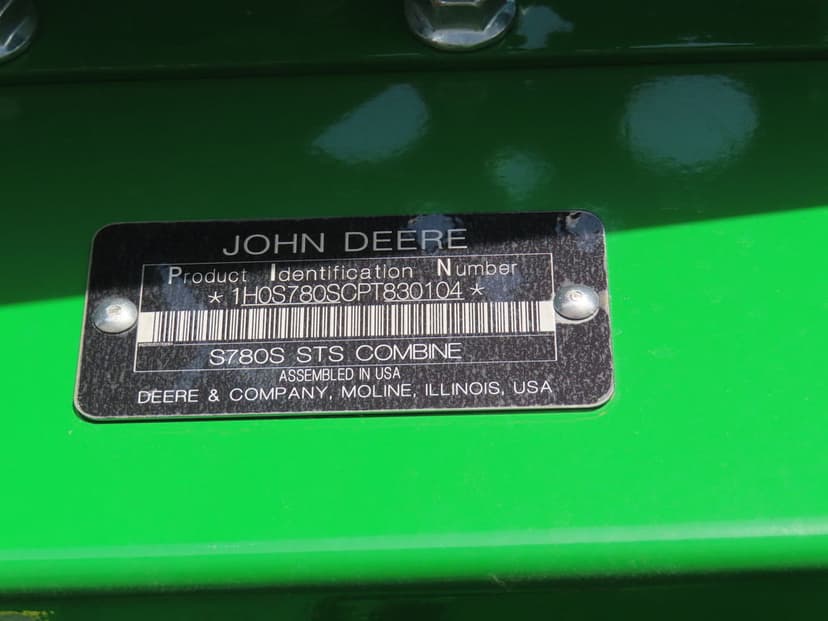 JOHN DEERE
Product Identification Number
*1H0S780SCPT830104*
S780S STS COMBINE
ASSEMBLED IN USA
DEERE & COMPANY, MOLINE, ILLINOIS, USA